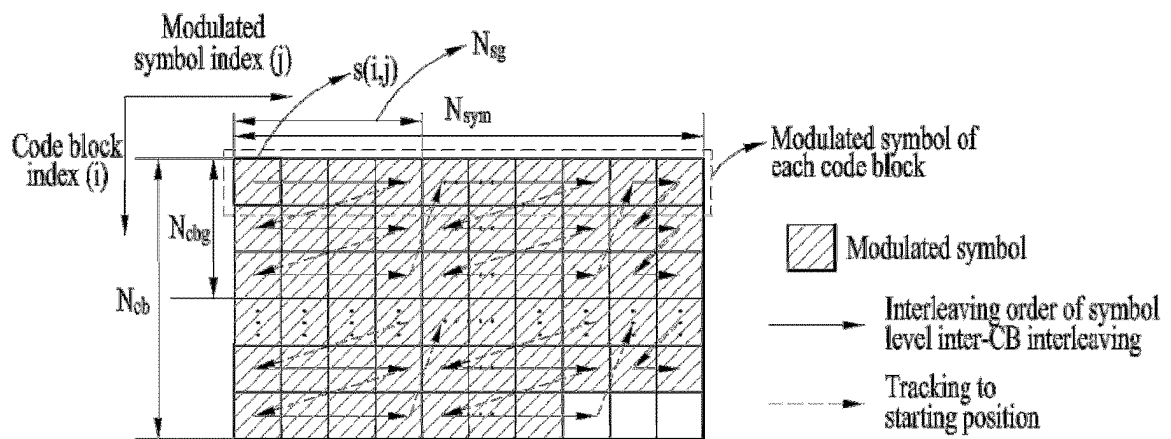 Modulated
symbol index (j)
N_sg
s(i,j)
N_sym
Code block
index (i)
Modulated symbol of
each code block
N_cbg
N_cb
Modulated symbol
Interleaving order of symbol
level inter-CB interleaving
Tracking to
starting position